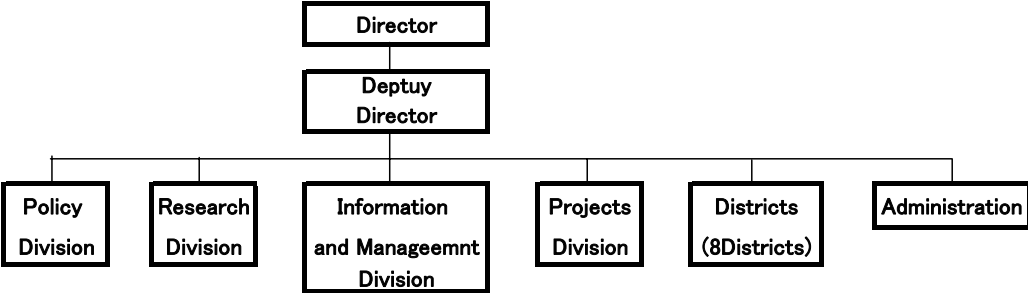 Director
Deptuy
Director
Policy
Division
Research
Division
Information
and Manageemnt
Division
Projects
Division
Districts
(8Districts)
Administration